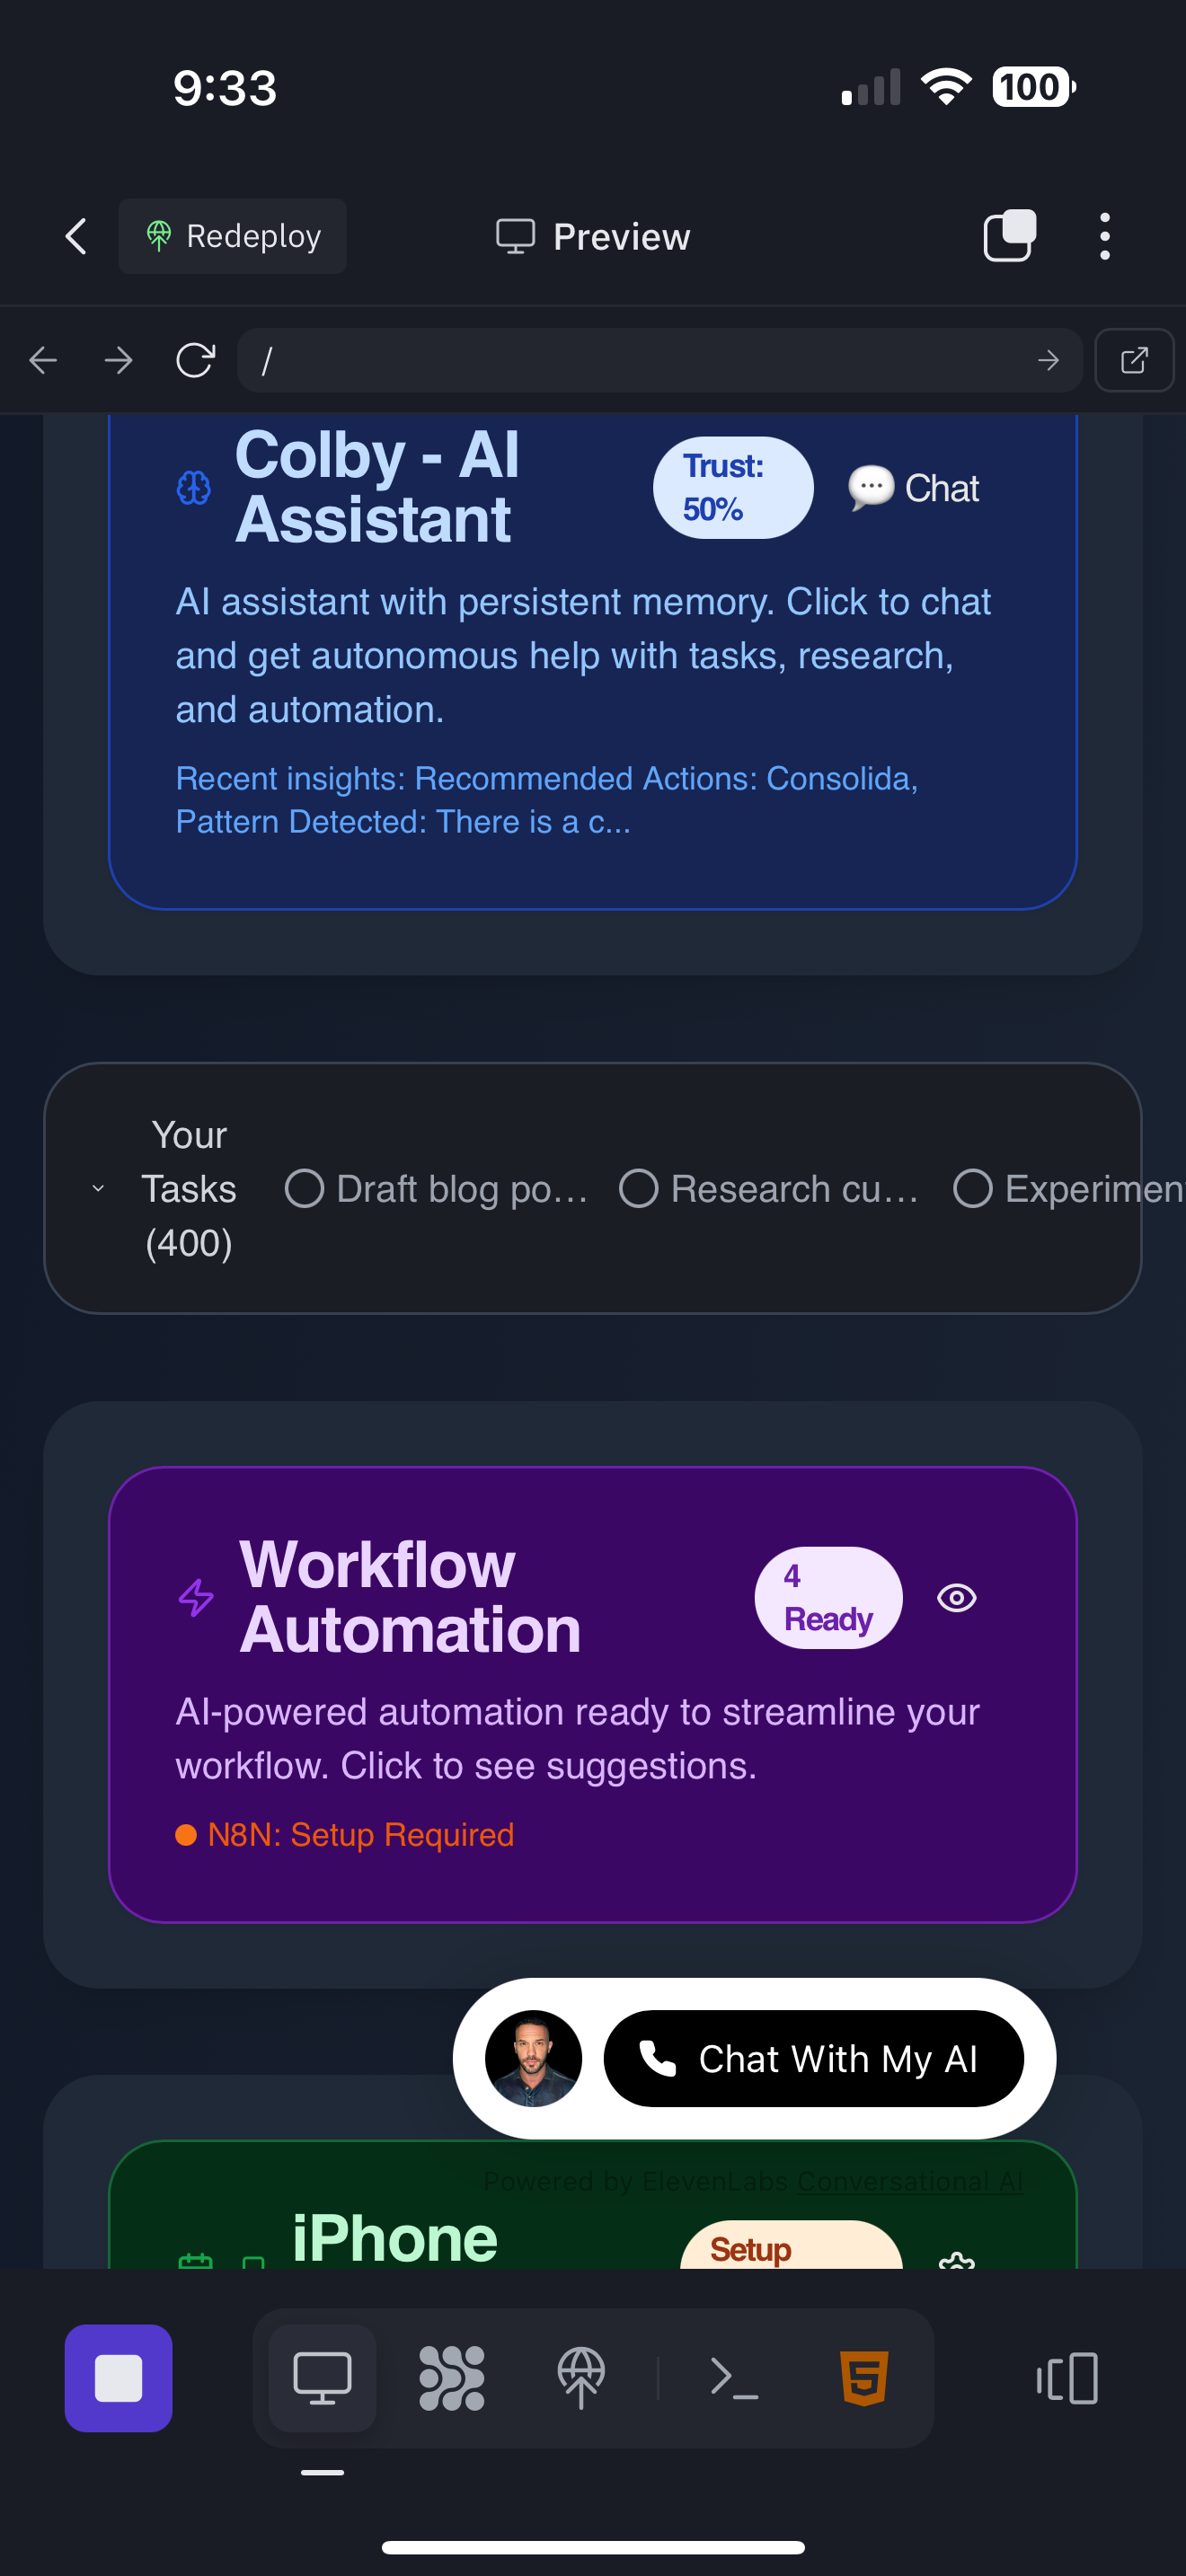 9:33
100
Redeploy
Preview
/
Colby - AI
Assistant
Trust:
50%
Chat
AI assistant with persistent memory. Click to chat
and get autonomous help with tasks, research,
and automation.
Recent insights: Recommended Actions: Consolida,
Pattern Detected: There is a c...
Your
Tasks
(400)
Draft blog po...
Research cu...
Experimen
Workflow
Automation
4
Ready
AI-powered automation ready to streamline your
workflow. Click to see suggestions.
N8N: Setup Required
Chat With My AI
Powered by ElevenLabs Conversational AI
iPhone
Setup